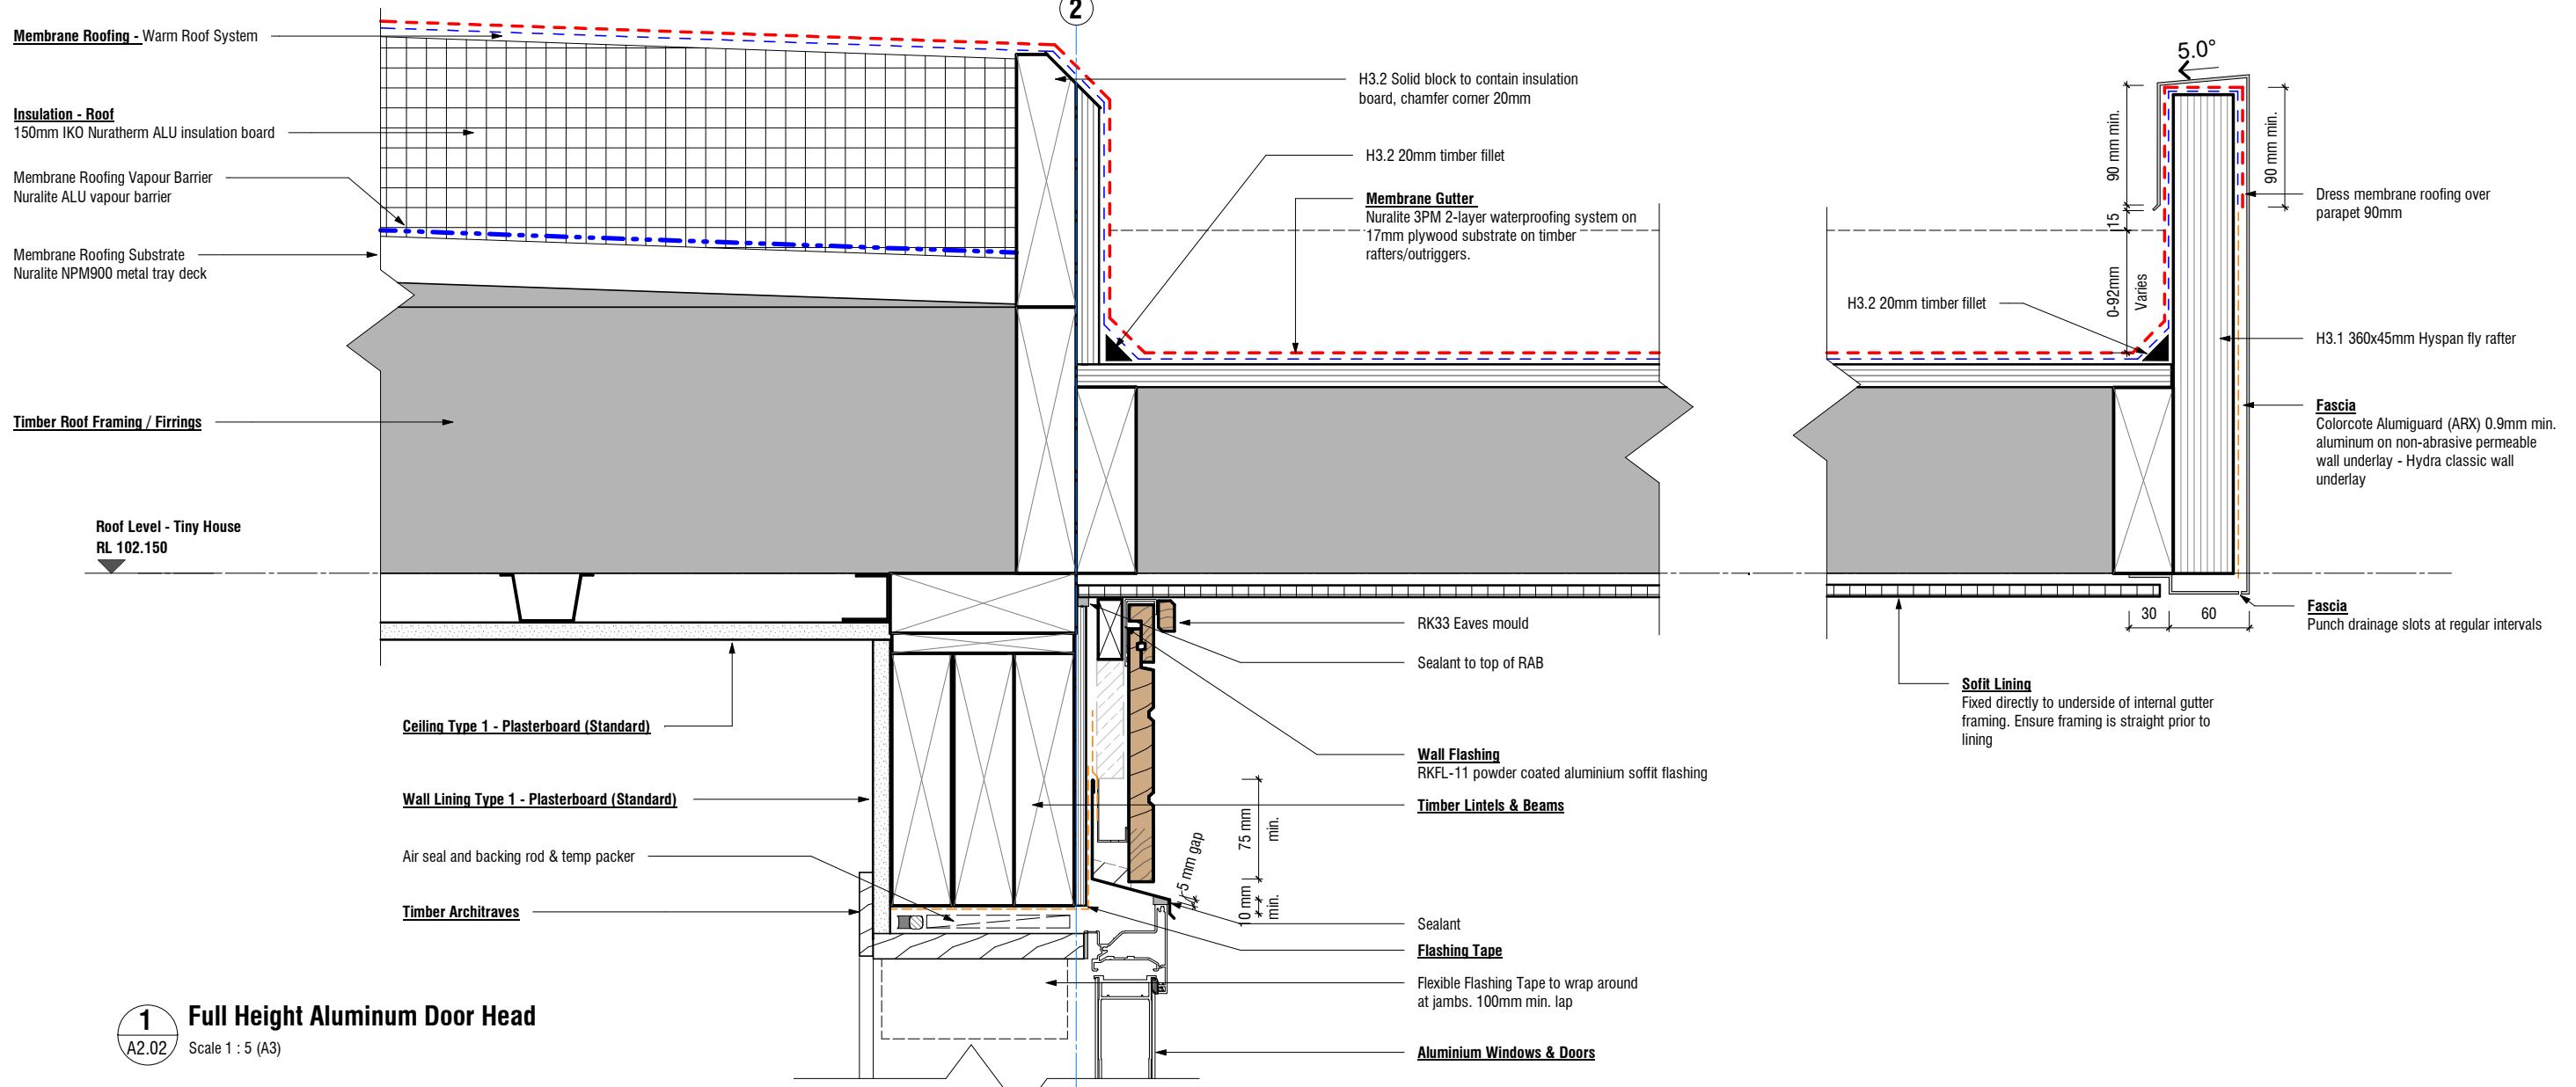 2
Membrane Roofing - Warm Roof System
Insulation - Roof
150mm IKO Nuratherm ALU insulation board
Membrane Roofing Vapour Barrier
Nuralite ALU vapour barrier
Membrane Roofing Substrate
Nuralite NPM900 metal tray deck
Timber Roof Framing / Firrings
Roof Level - Tiny House
RL 102.150
Ceiling Type 1 - Plasterboard (Standard)
Wall Lining Type 1 - Plasterboard (Standard)
Air seal and backing rod & temp packer
Timber Architraves
1
A2.02
Full Height Aluminum Door Head
Scale 1 : 5 (A3)
H3.2 Solid block to contain insulation
board, chamfer corner 20mm
H3.2 20mm timber fillet
Membrane Gutter
Nuralite 3PM 2-layer waterproofing system on
17mm plywood substrate on timber
rafters/outriggers.
RK33 Eaves mould
Sealant to top of RAB
Wall Flashing
RKFL-11 powder coated aluminium soffit flashing
Timber Lintels & Beams
75 mm
min.
5 mm gap
10 mm
min.
Sealant
Flashing Tape
Flexible Flashing Tape to wrap around
at jambs. 100mm min. lap
Aluminium Windows & Doors
5.0°
90 mm min.
15
0-92mm
Varies
90 mm min.
H3.2 20mm timber fillet
Dress membrane roofing over
parapet 90mm
H3.1 360x45mm Hyspan fly rafter
Fascia
Colorcote Alumiguard (ARX) 0.9mm min.
aluminum on non-abrasive permeable
wall underlay - Hydra classic wall
underlay
30
60
Fascia
Punch drainage slots at regular intervals
Sofit Lining
Fixed directly to underside of internal gutter
framing. Ensure framing is straight prior to
lining